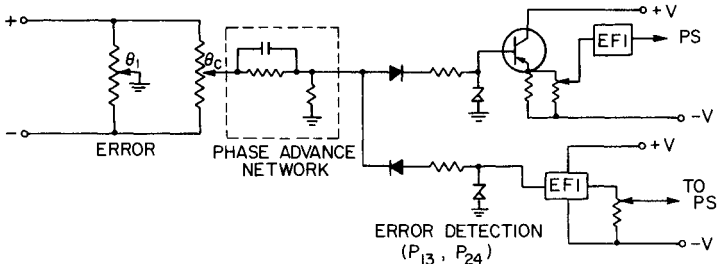 +
−
θ1
θC
ERROR
PHASE ADVANCE
NETWORK
+V
EFI
PS
−V
+V
EFI
TO
PS
−V
ERROR DETECTION
(P13, P24)